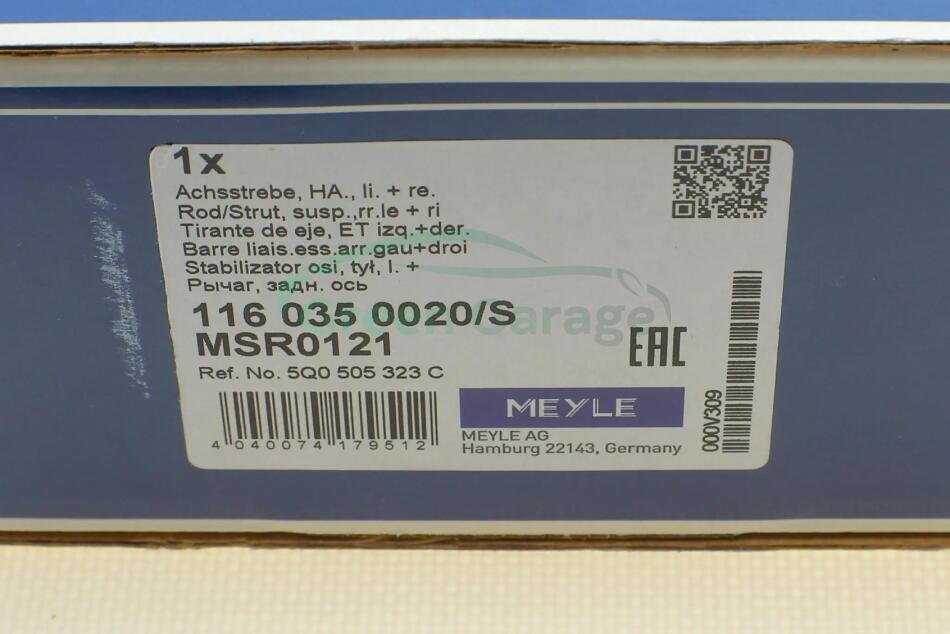 1x
Achsstrebe, HA., li. + re.
Rod/Strut, susp.,rr.le + ri
Tirante de eje, ET izq.+der.
Barre liais.ess.arr.gau+droi
Stabilizator osi, tył, l. +
Рычаг, задн. ось
116 035 0020/S
Green Garage
MSR0121
EAC
Ref. No. 5Q0 505 323 C
MEYLE
MEYLE AG
Hamburg 22143, Germany
4 040074 179512
000V309